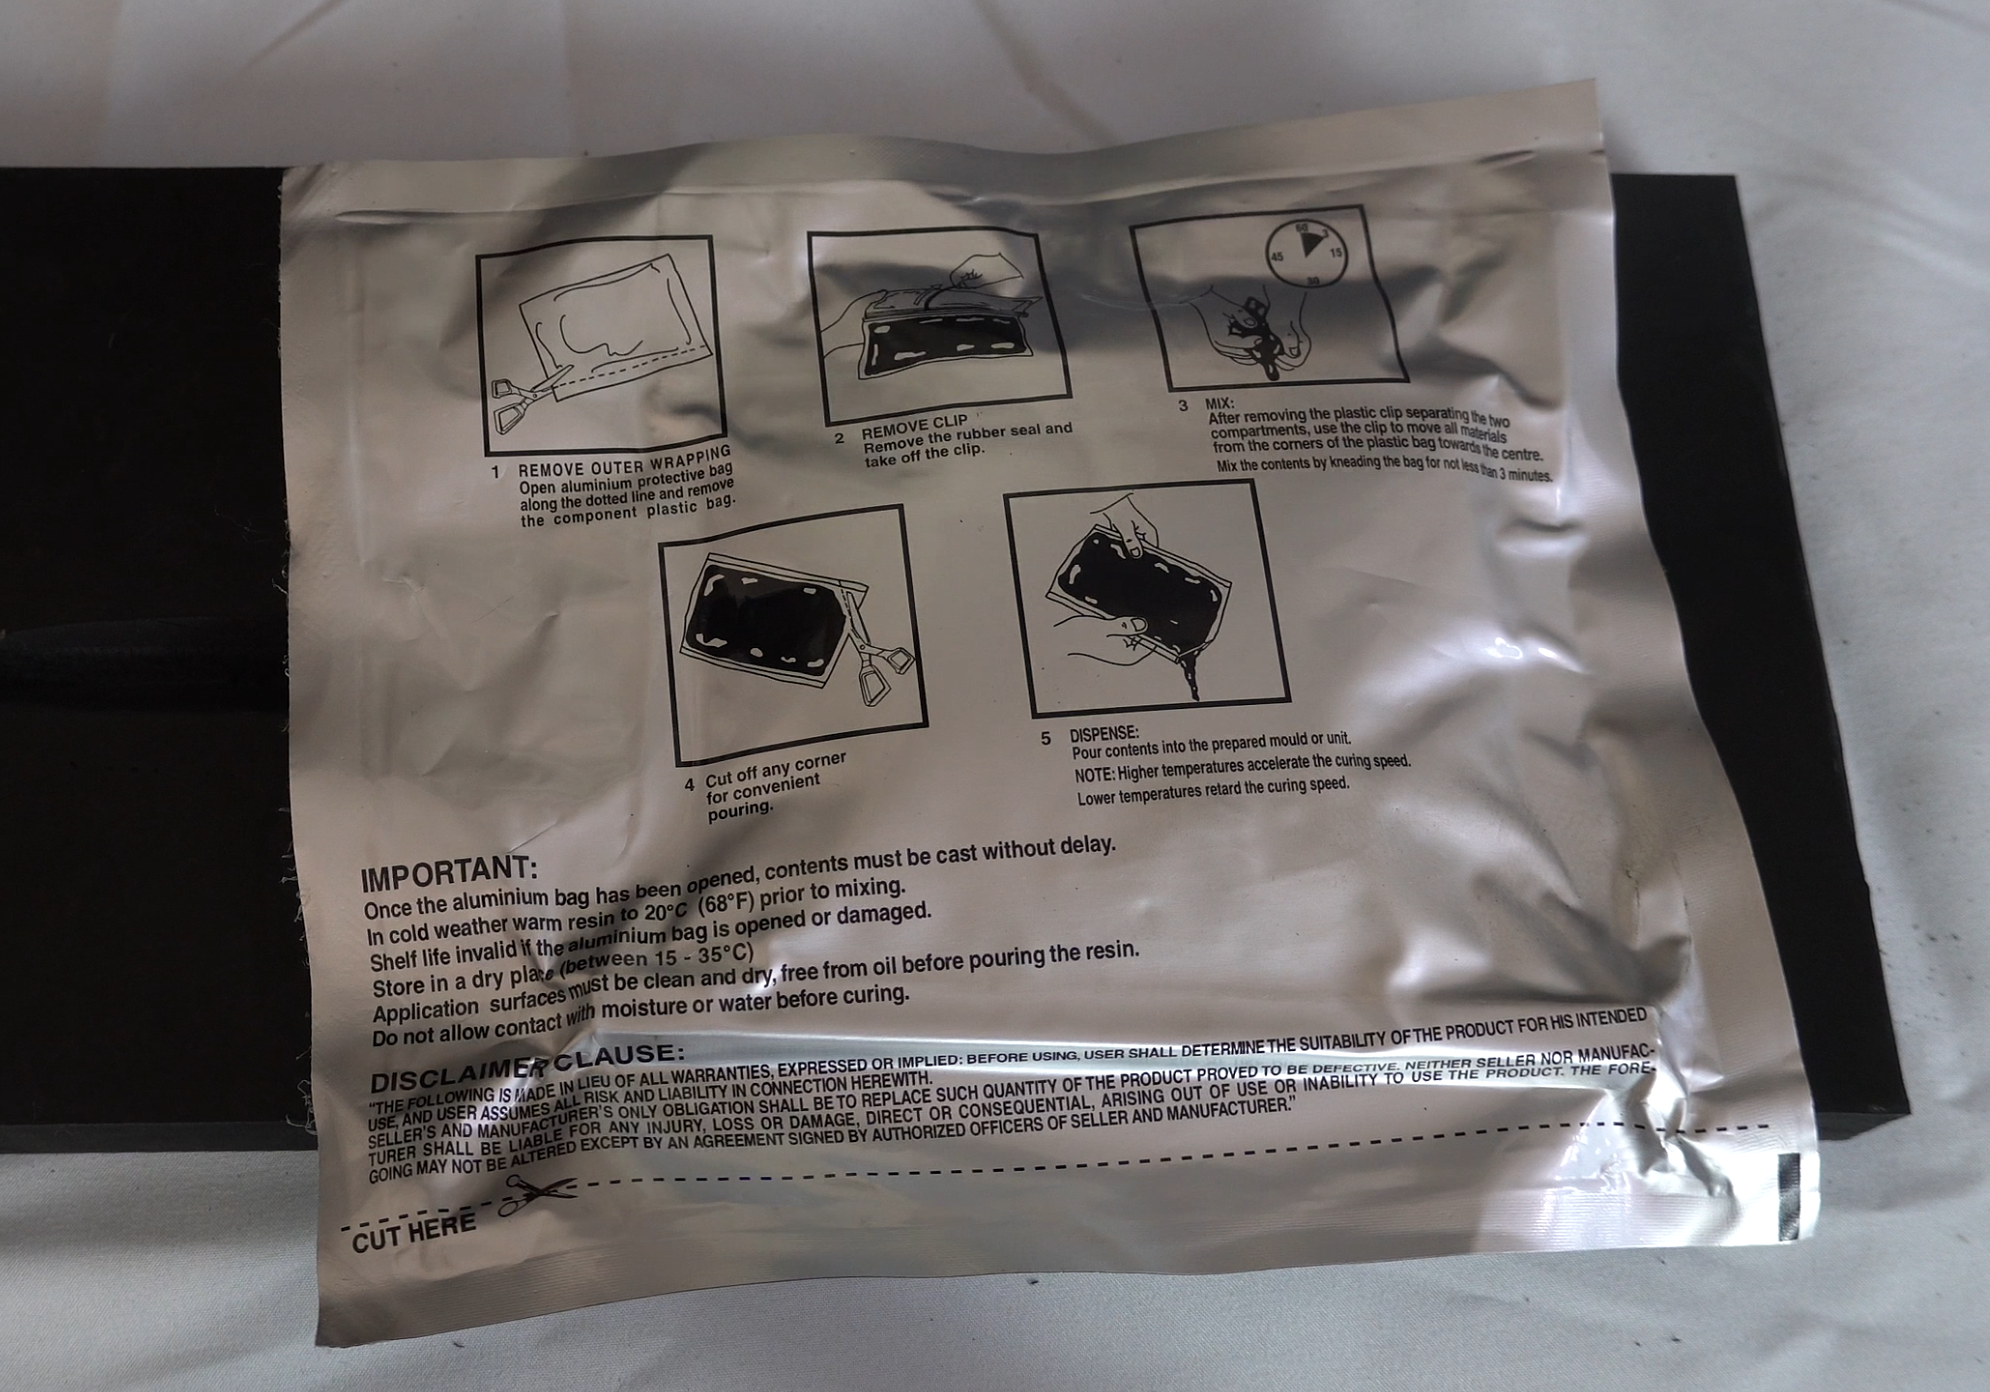 60
3
45
15
30
1 REMOVE OUTER WRAPPING
Open aluminium protective bag
along the dotted line and remove
the component plastic bag.
2 REMOVE CLIP
Remove the rubber seal and
take off the clip.
3 MIX:
After removing the plastic clip separating the two
compartments, use the clip to move all materials
from the corners of the plastic bag towards the centre.
Mix the contents by kneading the bag for not less than 3 minutes.
4 Cut off any corner
for convenient
pouring.
5 DISPENSE:
Pour contents into the prepared mould or unit.
NOTE: Higher temperatures accelerate the curing speed.
Lower temperatures retard the curing speed.
IMPORTANT:
Once the aluminium bag has been opened, contents must be cast without delay.
In cold weather warm resin to 20°C (68°F) prior to mixing.
Shelf life invalid if the aluminium bag is opened or damaged.
Store in a dry place (between 15 - 35°C)
Application surfaces must be clean and dry, free from oil before pouring the resin.
Do not allow contact with moisture or water before curing.
DISCLAIMER CLAUSE:
"THE FOLLOWING IS MADE IN LIEU OF ALL WARRANTIES, EXPRESSED OR IMPLIED: BEFORE USING, USER SHALL DETERMINE THE SUITABILITY OF THE PRODUCT FOR HIS INTENDED
USE, AND USER ASSUMES ALL RISK AND LIABILITY IN CONNECTION HEREWITH.
SELLER'S AND MANUFACTURER'S ONLY OBLIGATION SHALL BE TO REPLACE SUCH QUANTITY OF THE PRODUCT PROVED TO BE DEFECTIVE. NEITHER SELLER NOR MANUFAC-
TURER SHALL BE LIABLE FOR ANY INJURY, LOSS OR DAMAGE, DIRECT OR CONSEQUENTIAL, ARISING OUT OF USE OR INABILITY TO USE THE PRODUCT. THE FORE-
GOING MAY NOT BE ALTERED EXCEPT BY AN AGREEMENT SIGNED BY AUTHORIZED OFFICERS OF SELLER AND MANUFACTURER."
CUT HERE